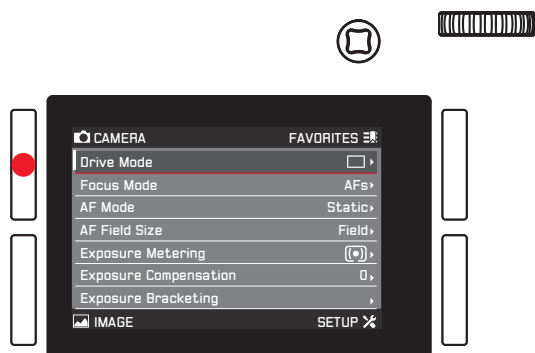 CAMERA FAVORITES
Drive Mode
Focus Mode AFs
AF Mode Static
AF Field Size Field
Exposure Metering
Exposure Compensation 0
Exposure Bracketing
IMAGE SETUP